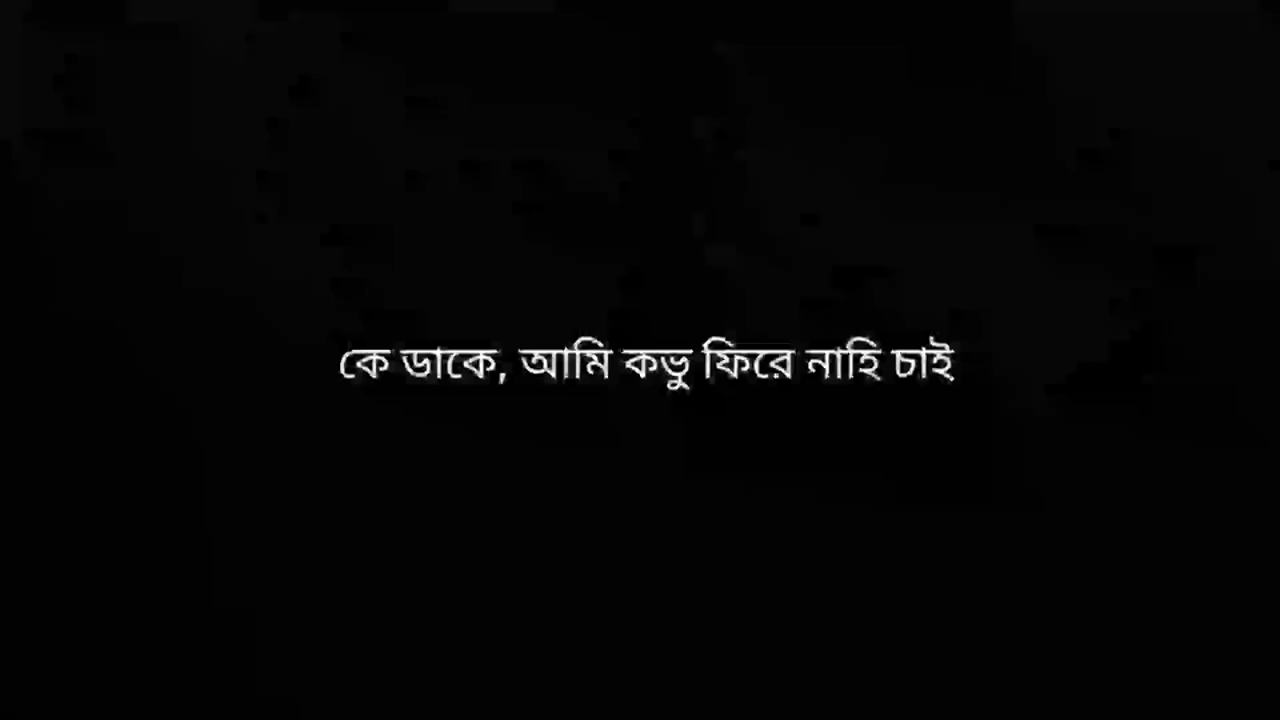 কে ডাকে, আমি কভু ফিরে নাহি চাই